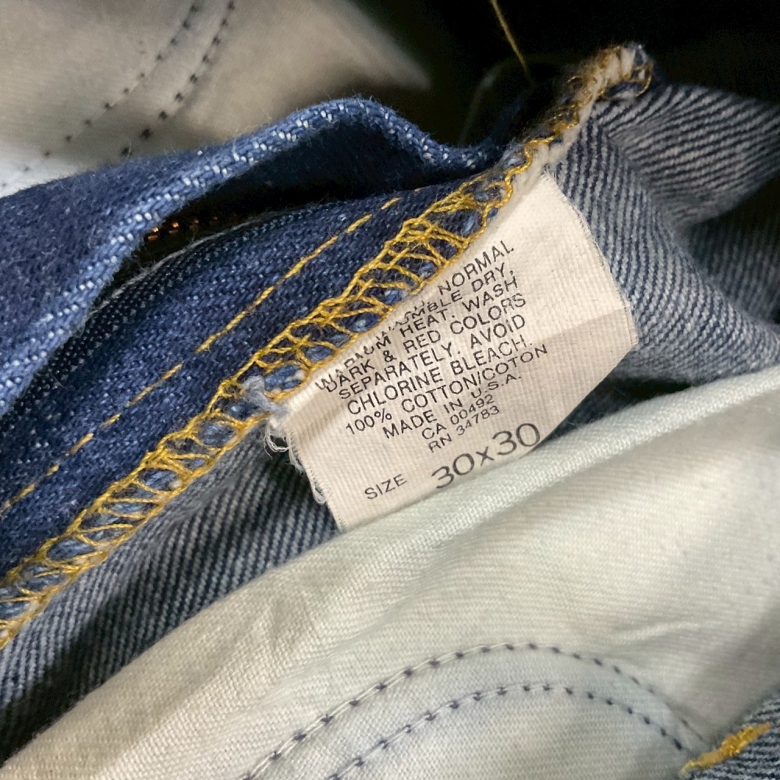 NORMAL
TUMBLE DRY,
HEAT. WASH
DARK & RED COLORS
SEPARATELY. AVOID
CHLORINE BLEACH.
100% COTTON/COTON
MADE IN U.S.A.
CA 00492
RN 34783
SIZE 30x30